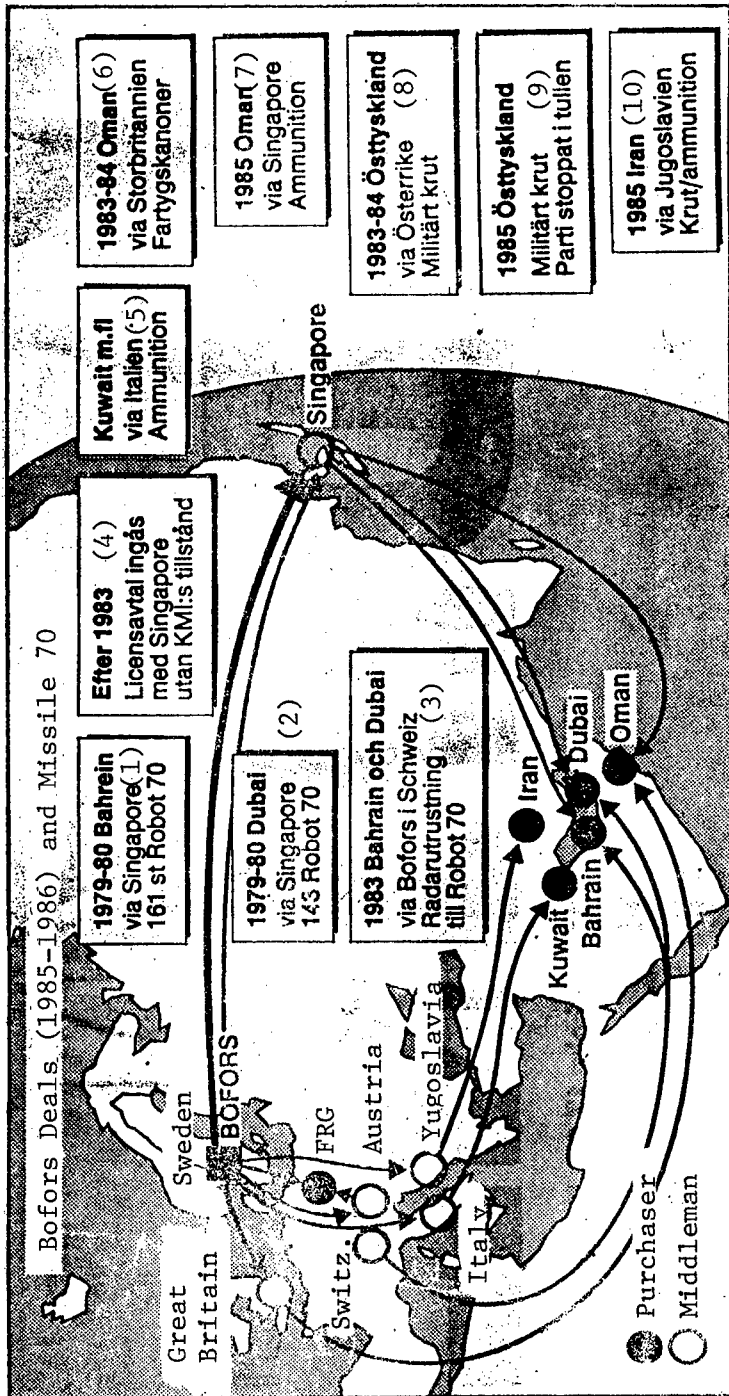 Bofors Deals (1985-1986) and Missile 70
1979-80 Bahrein
via Singapore(1)
161 st Robot 70
Efter 1983 (4)
Licensavtal ingås
med Singapore
utan KMI:s tillstånd
Kuwait m.fl
via Italien(5)
Ammunition
1983-84 Oman(6)
via Storbritannien
Fartygskanoner
1979-80 Dubai (2)
via Singapore
143 Robot 70
1985 Oman(7)
via Singapore
Ammunition
1983 Bahrain och Dubai
via Bofors i Schweiz
Radarutrustning (3)
till Robot 70
1983-84 Östtyskland
via Österrike (8)
Militärt krut
1985 Östtyskland
Militärt krut (9)
Parti stoppat i tullen
1985 Iran (10)
via Jugoslavien
Krut/ammunition
Great
Britain
Sweden
BOFORS
FRG
Switz.
Austria
Yugoslavia
Italy
Singapore
Iran
Kuwait
Bahrain
Dubai
Oman
Purchaser
Middleman